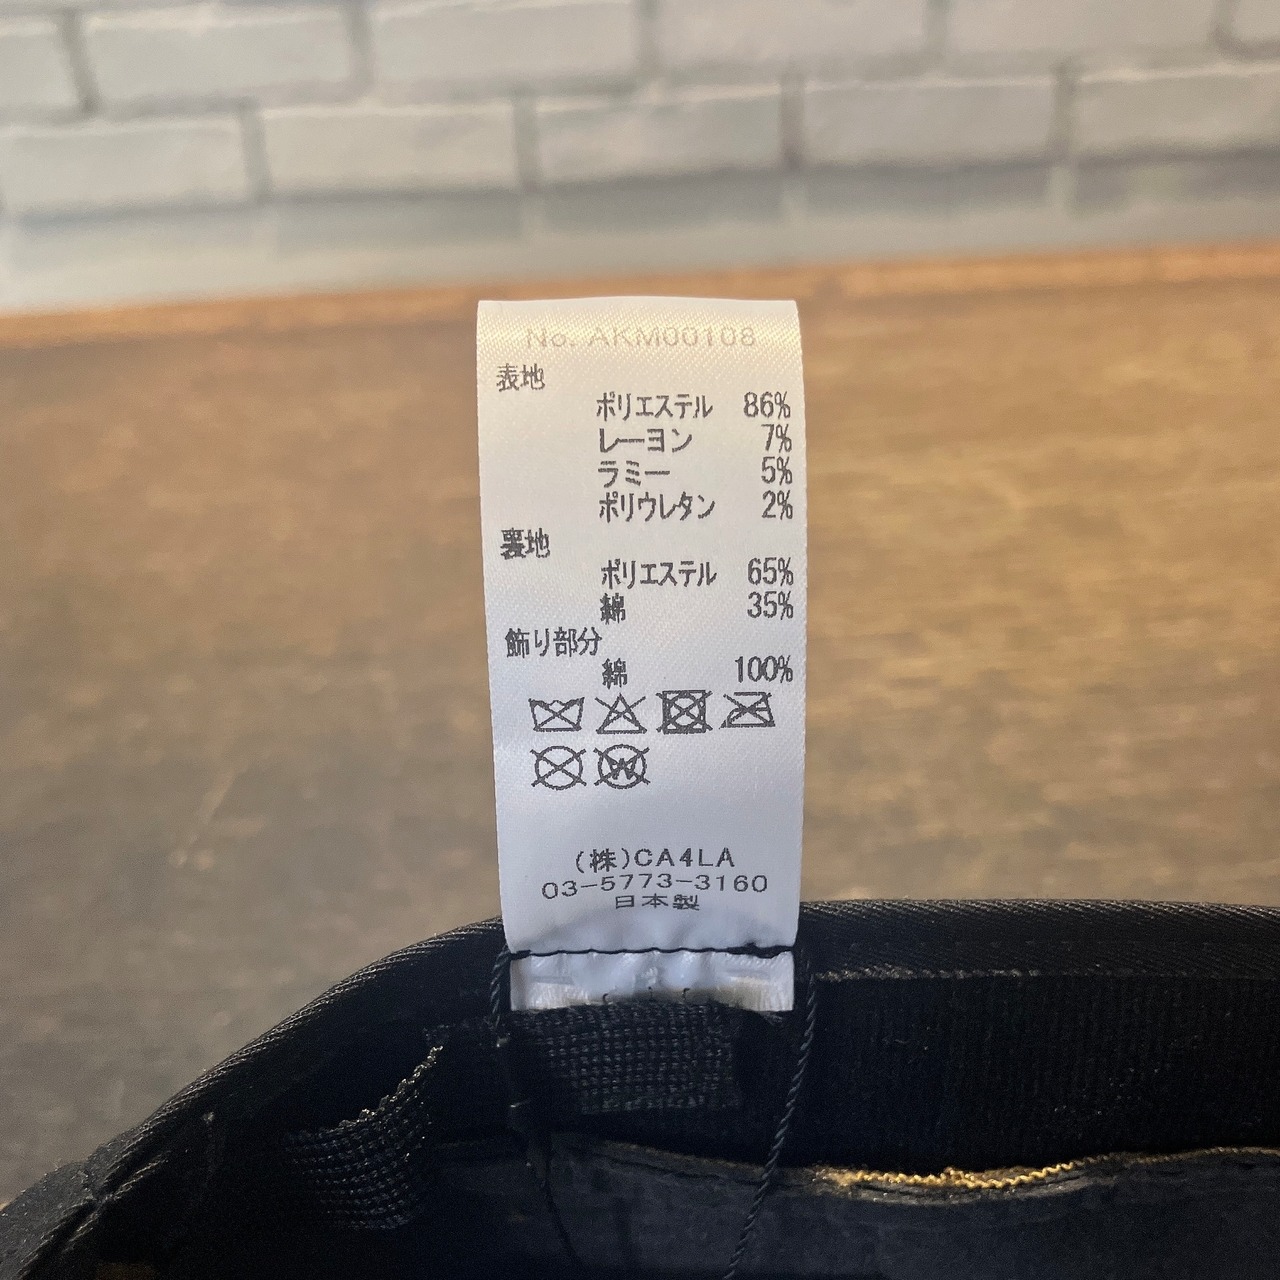 No. AKM00108
表地
ポリエステル 86%
レーヨン 7%
ラミー 5%
ポリウレタン 2%
裏地
ポリエステル 65%
綿 35%
飾り部分
綿 100%
W
(株)CA4LA
03-5773-3160
日本製